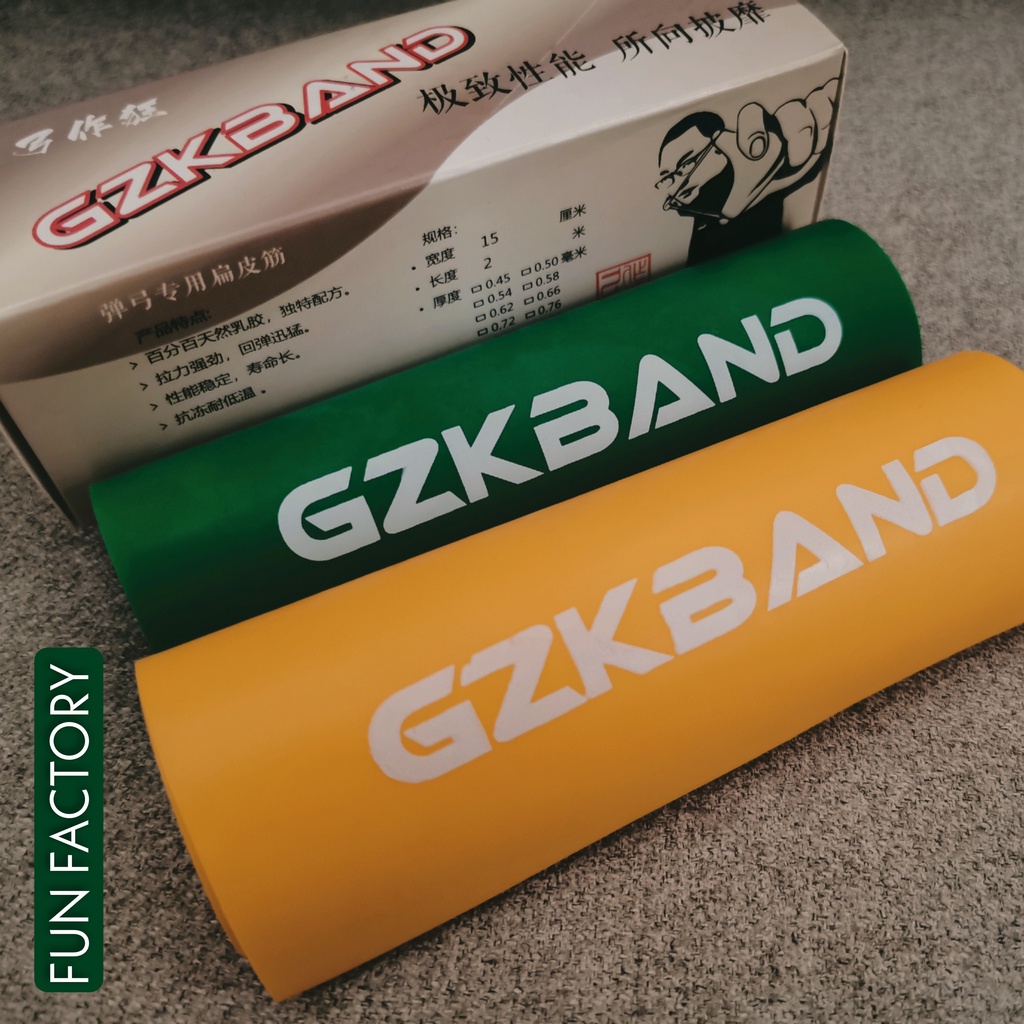 弓作狂
GZKBAND
极致性能 所向披靡
弹弓专用扁皮筋
产品特点:
> 百分百天然乳胶，独特配方。
> 拉力强劲，回弹迅猛。
> 性能稳定，寿命长。
> 抗冻耐低温。
规格:
· 宽度 15 厘米
· 长度 2 米
· 厚度 □ 0.45 □ 0.50 毫米
□ 0.54 □ 0.58
□ 0.62 □ 0.66
□ 0.72 □ 0.76
GZKBAND
GZKBAND
FUN FACTORY